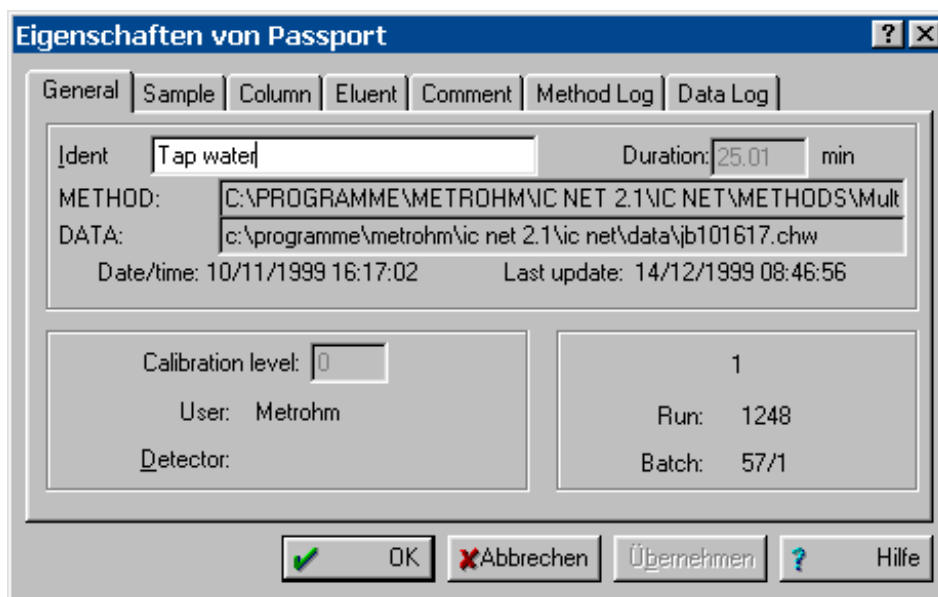 Eigenschaften von Passport
General Sample Column Eluent Comment Method Log Data Log
Ident Tap water Duration: 25.01 min
METHOD: C:\PROGRAMME\METROHM\IC NET 2.1\IC NET\METHODS\Mult
DATA: c:\programme\metrohm\ic net 2.1\ic net\data\jb101617.chw
Date/time: 10/11/1999 16:17:02 Last update: 14/12/1999 08:46:56
Calibration level: 0
User: Metrohm
Detector:
1
Run: 1248
Batch: 57/1
OK Abbrechen Übernehmen Hilfe